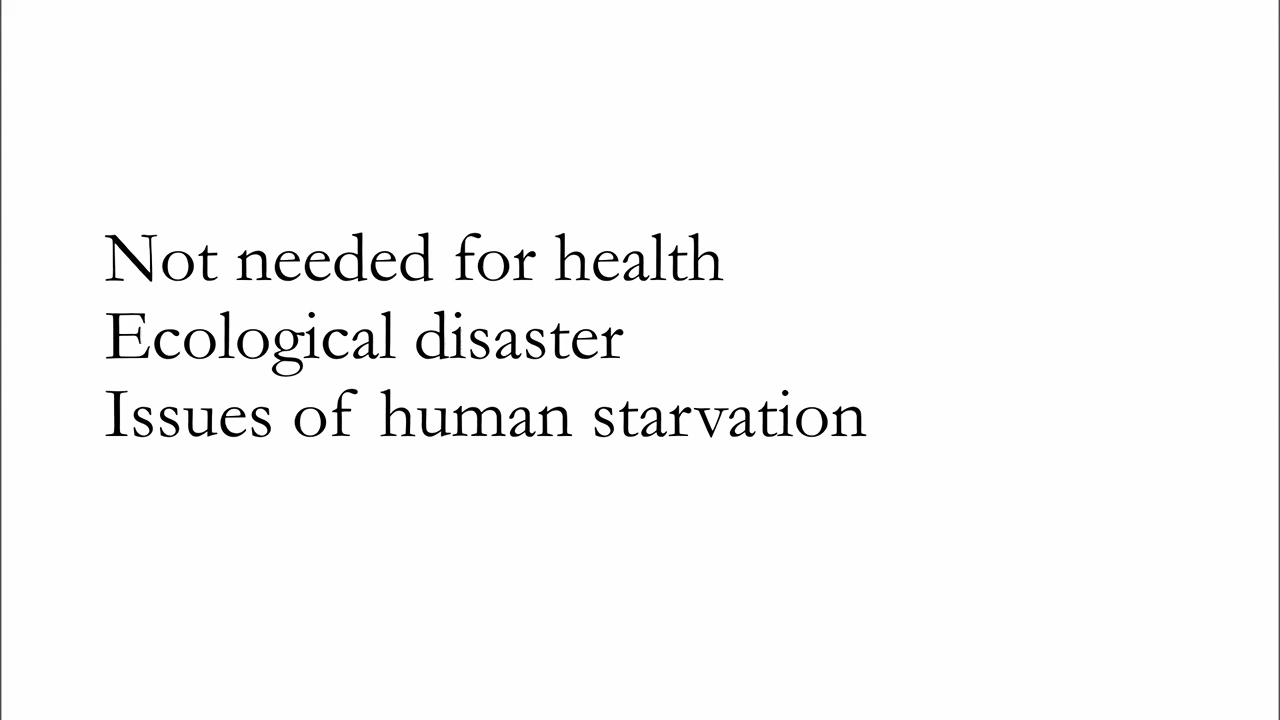 Not needed for health
Ecological disaster
Issues of human starvation